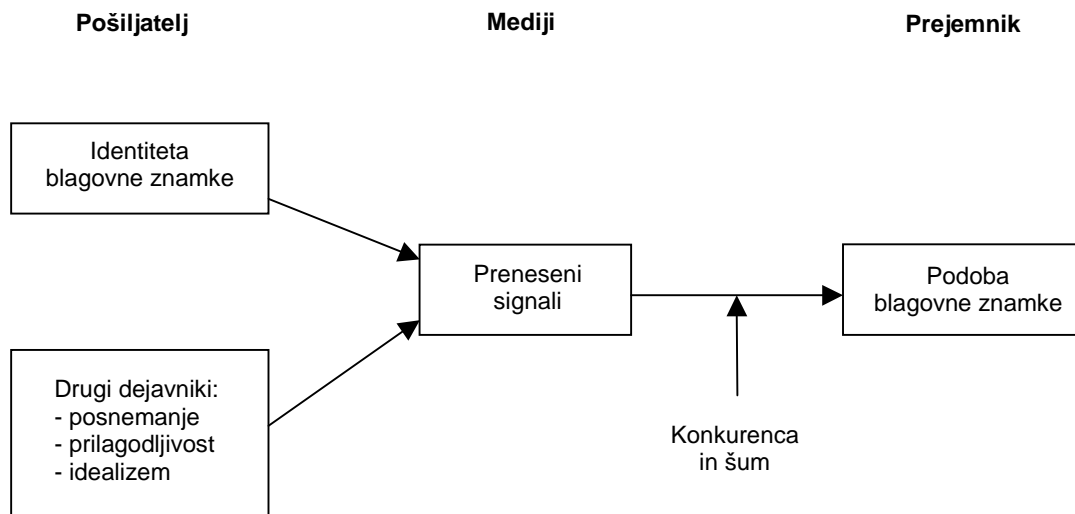 Pošiljatelj
Mediji
Prejemnik
Identiteta
blagovne znamke
Preneseni
signali
Podoba
blagovne znamke
Drugi dejavniki:
- posnemanje
- prilagodljivost
- idealizem
Konkurenca
in šum